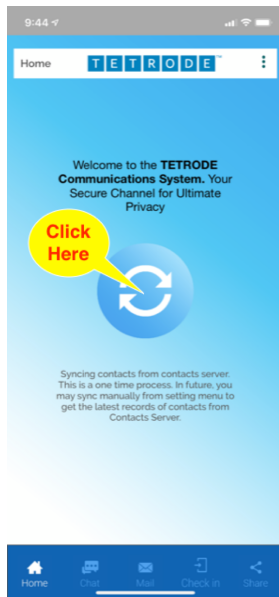 9:44
Home TETRODE™
Welcome to the TETRODE
Communications System. Your
Secure Channel for Ultimate
Privacy
Click
Here
Syncing contacts from contacts server.
This is a one time process. In future, you
may sync manually from setting menu to
get the latest records of contacts from
Contacts Server.
Home Chat Mail Check in Share